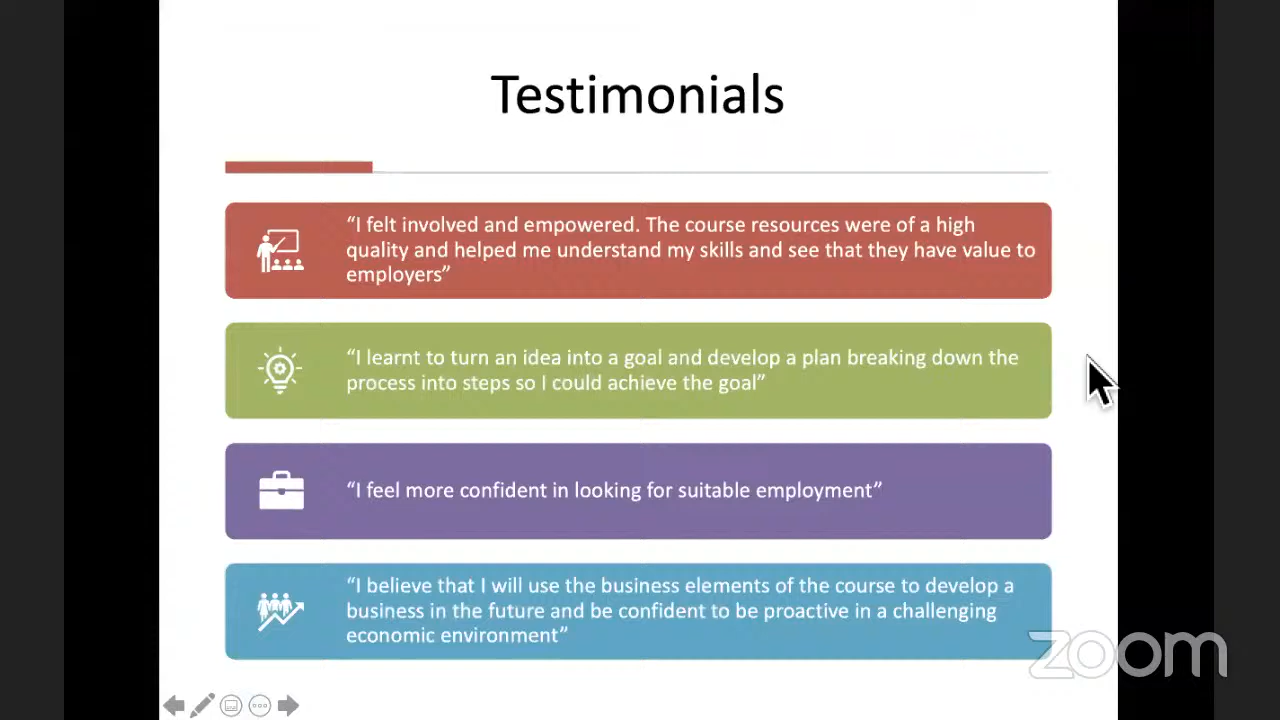 Testimonials
“I felt involved and empowered. The course resources were of a high
quality and helped me understand my skills and see that they have value to
employers”
“I learnt to turn an idea into a goal and develop a plan breaking down the
process into steps so I could achieve the goal”
“I feel more confident in looking for suitable employment”
“I believe that I will use the business elements of the course to develop a
business in the future and be confident to be proactive in a challenging
economic environment”
zoom